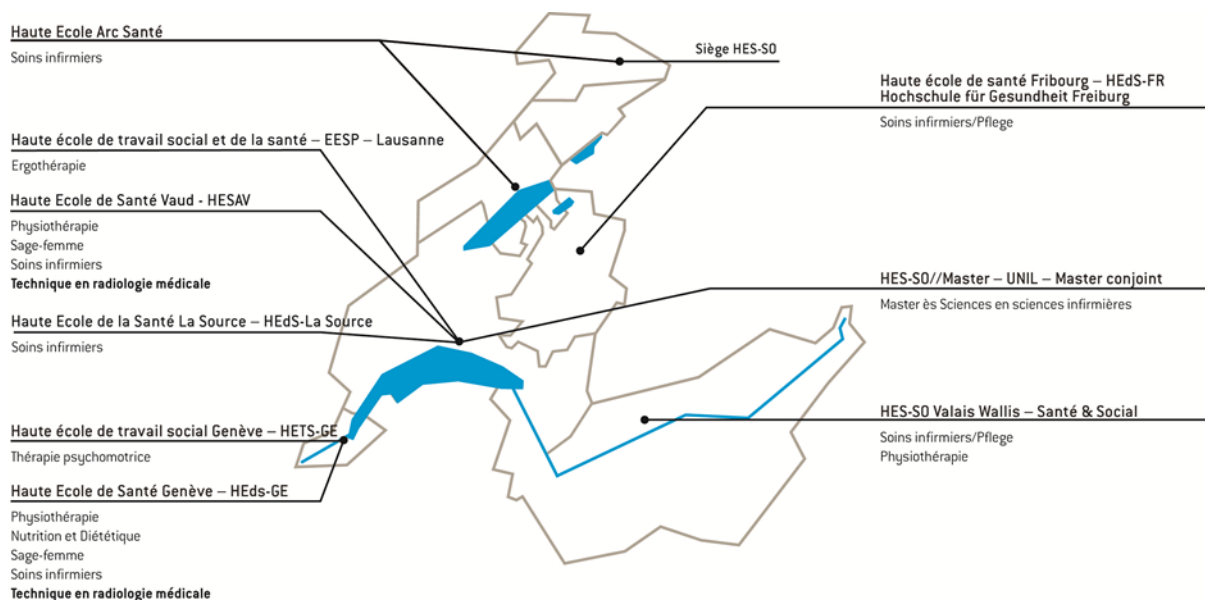 Haute Ecole Arc Santé
Soins infirmiers
Siège HES-SO
Haute école de santé Fribourg – HEdS-FR
Hochschule für Gesundheit Freiburg
Soins infirmiers/Pflege
Haute école de travail social et de la santé – EESP – Lausanne
Ergothérapie
Haute Ecole de Santé Vaud - HESAV
Physiothérapie
Sage-femme
Soins infirmiers
Technique en radiologie médicale
HES-SO//Master – UNIL – Master conjoint
Master ès Sciences en sciences infirmières
Haute Ecole de la Santé La Source – HEdS-La Source
Soins infirmiers
HES-SO Valais Wallis – Santé & Social
Soins infirmiers/Pflege
Physiothérapie
Haute école de travail social Genève – HETS-GE
Thérapie psychomotrice
Haute Ecole de Santé Genève – HEds-GE
Physiothérapie
Nutrition et Diététique
Sage-femme
Soins infirmiers
Technique en radiologie médicale